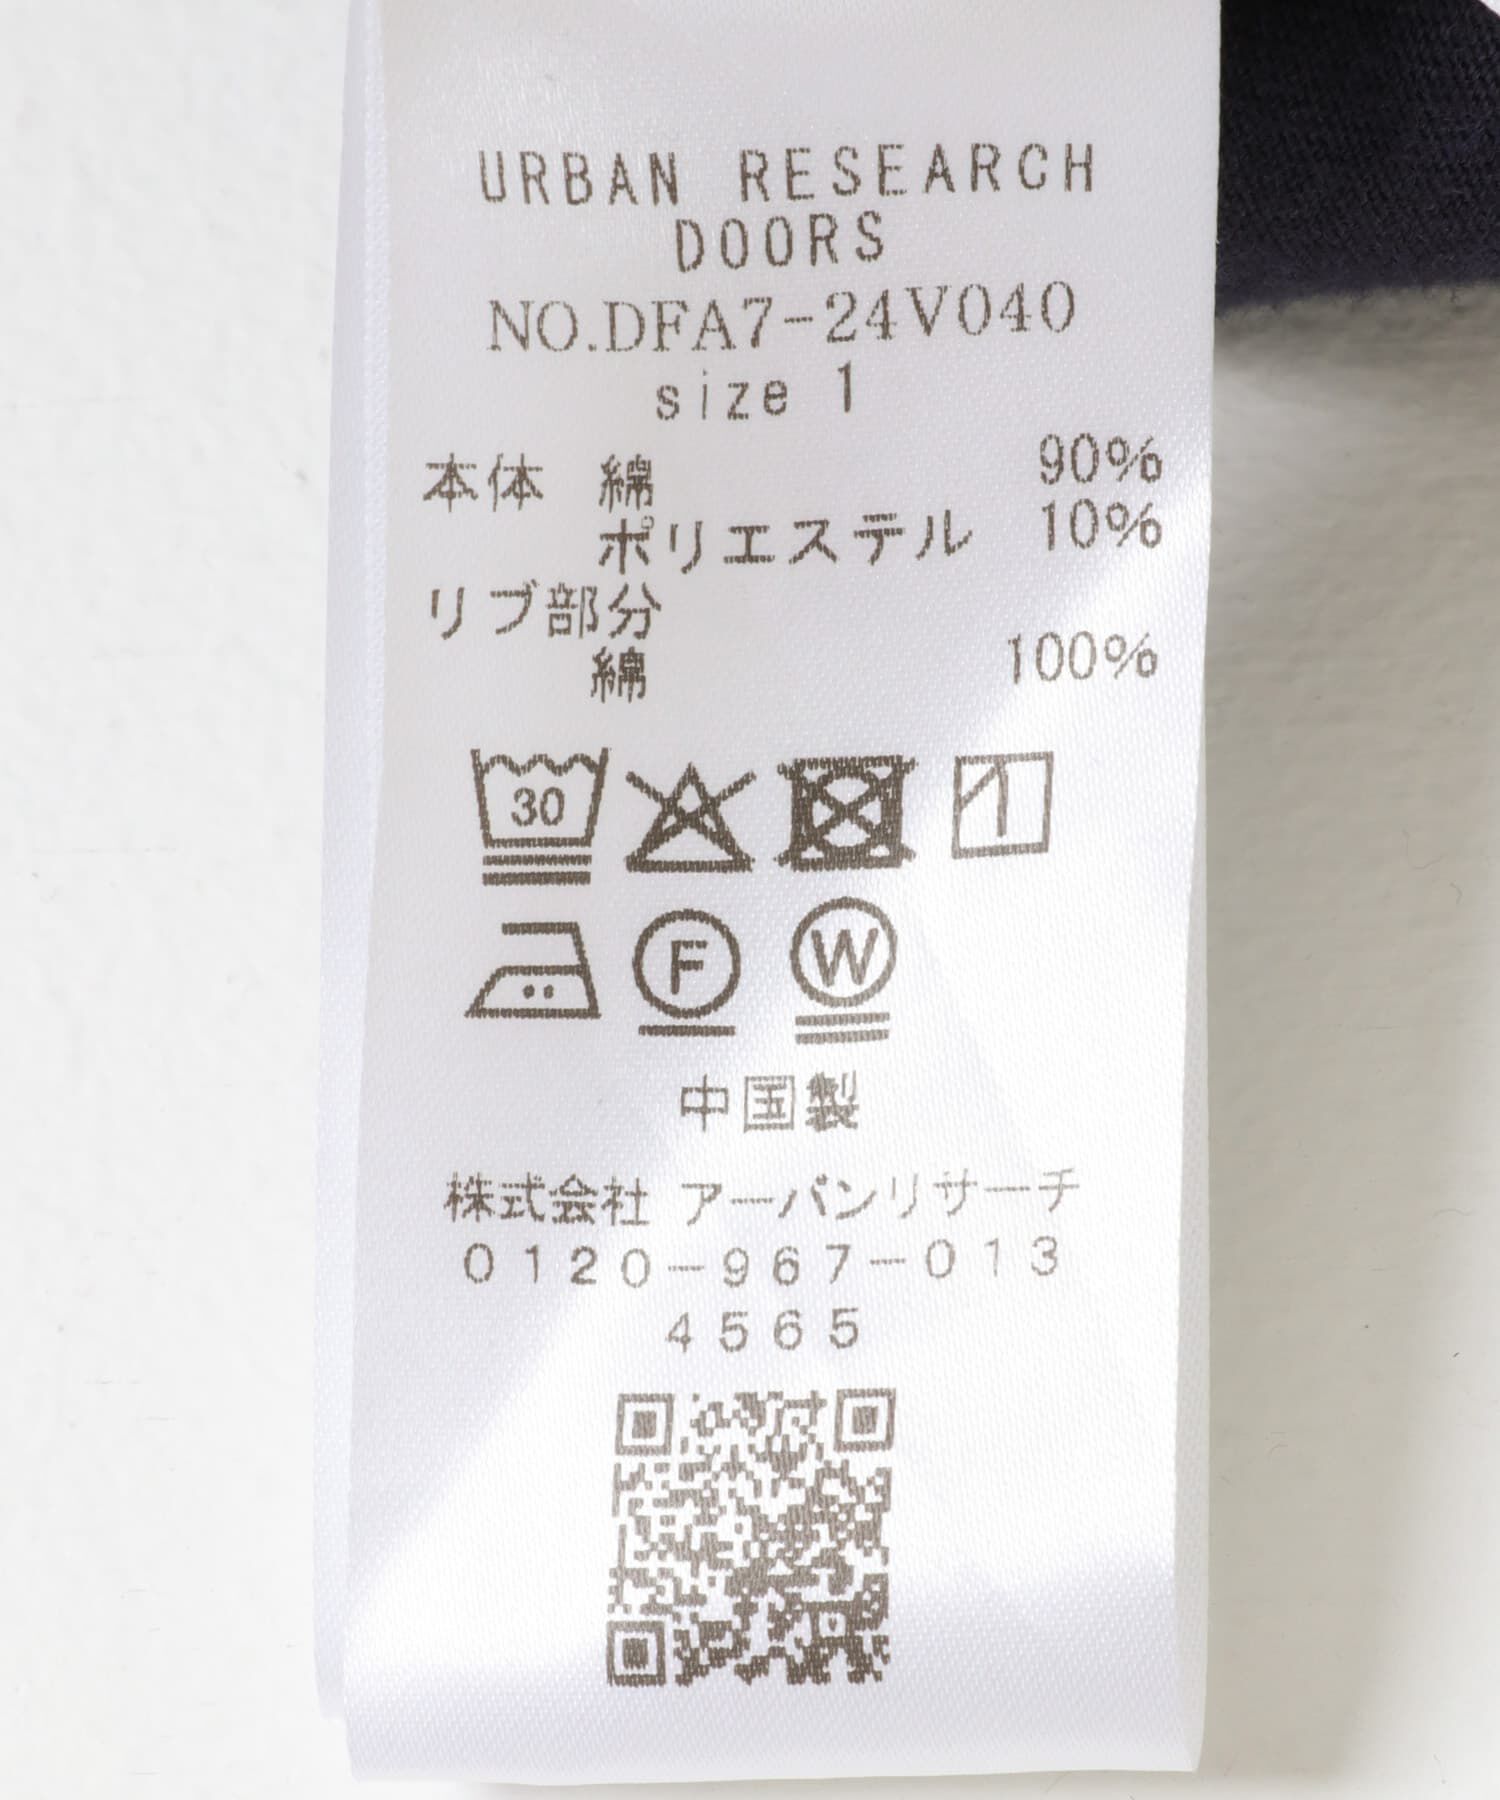 URBAN RESEARCH
DOORS
NO.DFA7-24V040
size 1
本体 綿 90%
ポリエステル 10%
リブ部分
綿 100%
30
F
W
中国製
株式会社 アーバンリサーチ
0120-967-013
4565